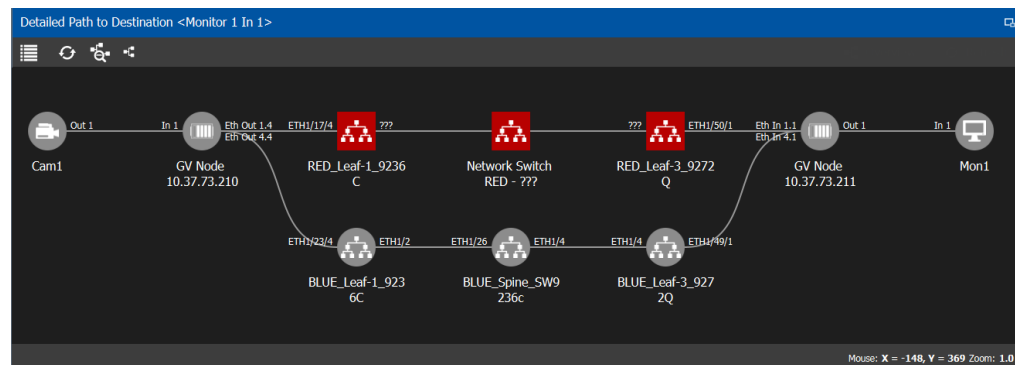 Detailed Path to Destination <Monitor 1 In 1>
Out 1
In 1
Eth Out 1.4
Eth Out 4.4
ETH1/17/4
???
???
ETH1/50/1
Eth In 1.1
Eth In 4.1
Out 1
In 1
Cam1
GV Node
10.37.73.210
RED_Leaf-1_9236
C
Network Switch
RED - ???
RED_Leaf-3_9272
Q
GV Node
10.37.73.211
Mon1
ETH1/23/4
ETH1/2
ETH1/26
ETH1/4
ETH1/4
ETH1/49/1
BLUE_Leaf-1_923
6C
BLUE_Spine_SW9
236c
BLUE_Leaf-3_927
2Q
Mouse: X = -148, Y = 369 Zoom: 1.0